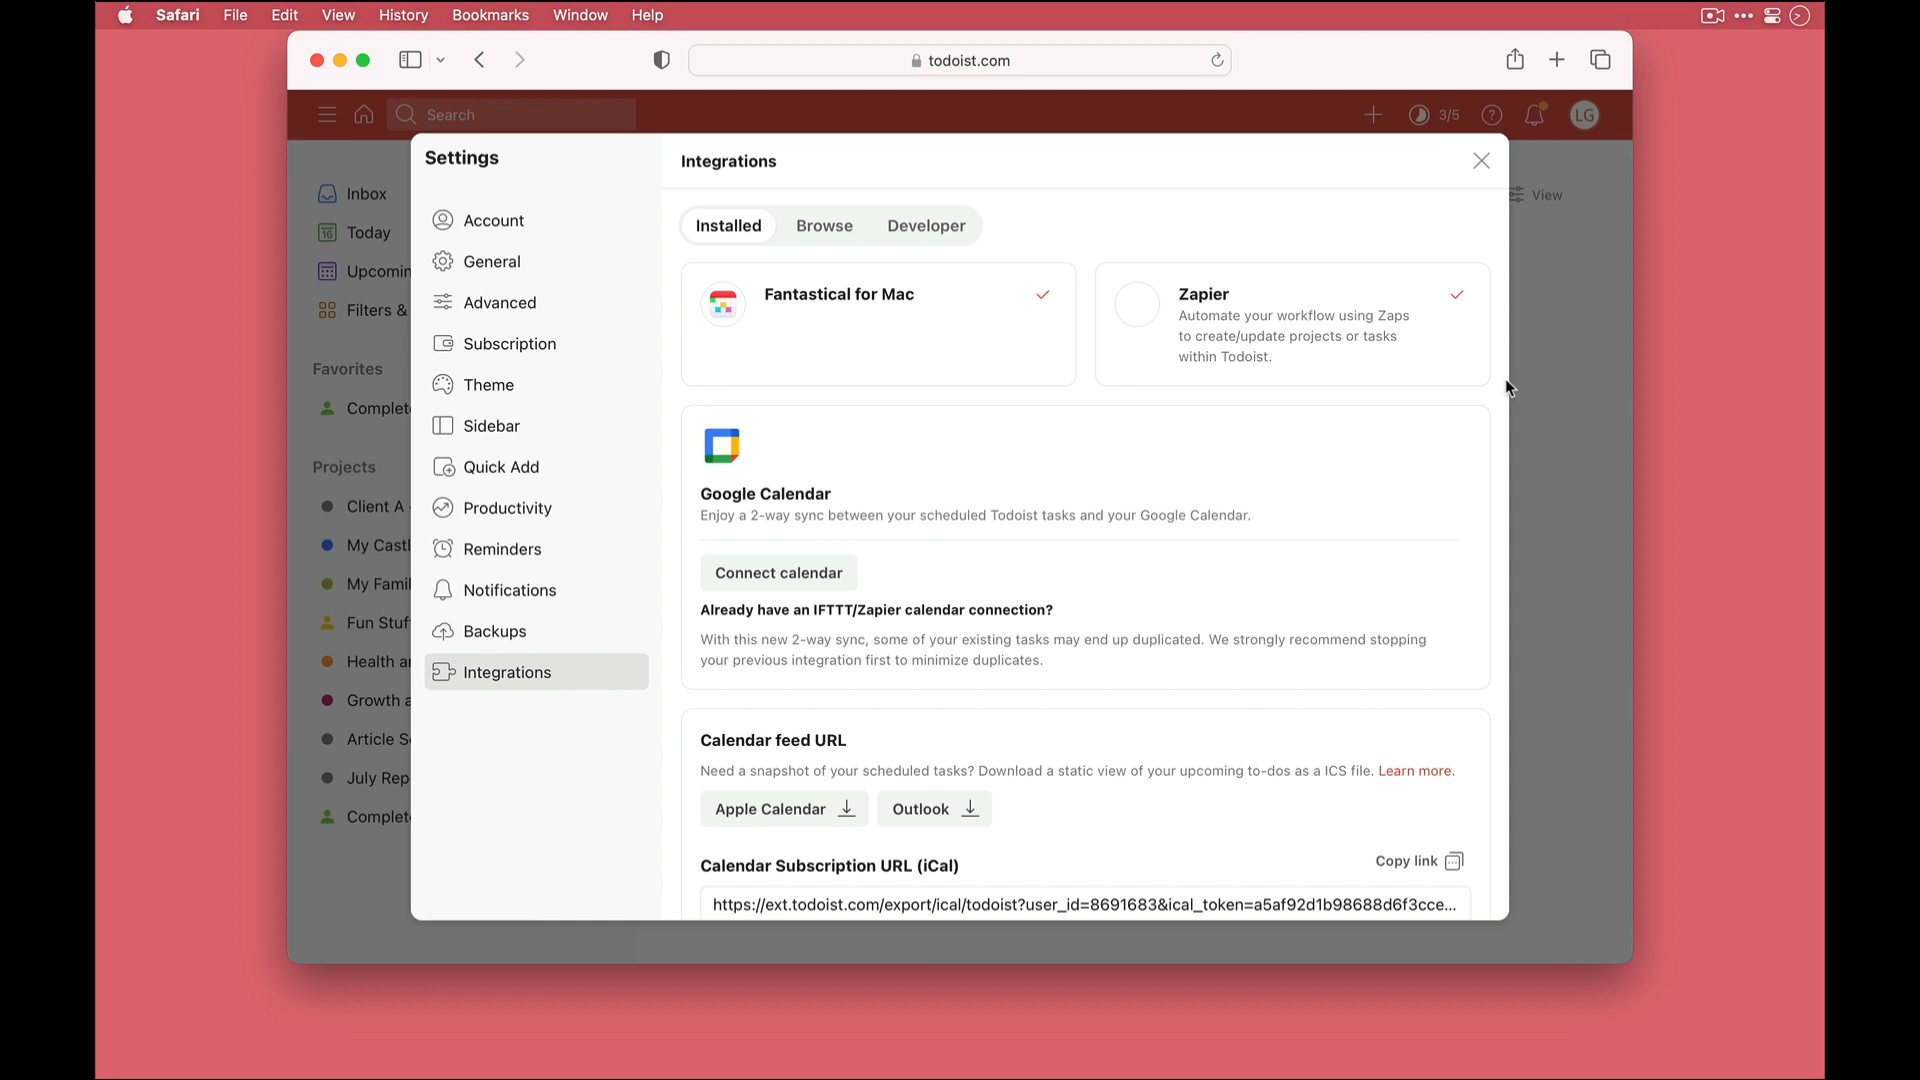 Safari File Edit View History Bookmarks Window Help
todoist.com
Search
3/5
LG
Settings
Integrations
Inbox
View
Account
Installed Browse Developer
16 Today
General
Upcomin
Fantastical for Mac
Zapier
Automate your workflow using Zaps
to create/update projects or tasks
within Todoist.
Advanced
Filters &
Subscription
Favorites
Theme
Complet
Sidebar
Projects
Quick Add
Google Calendar
Enjoy a 2-way sync between your scheduled Todoist tasks and your Google Calendar.
Client A
Productivity
My Castl
Reminders
Connect calendar
My Famil
Notifications
Already have an IFTTT/Zapier calendar connection?
Fun Stuf
Backups
With this new 2-way sync, some of your existing tasks may end up duplicated. We strongly recommend stopping
your previous integration first to minimize duplicates.
Health a
Integrations
Growth a
Article S
Calendar feed URL
Need a snapshot of your scheduled tasks? Download a static view of your upcoming to-dos as a ICS file. Learn more.
July Rep
Apple Calendar Outlook
Complet
Calendar Subscription URL (iCal)
Copy link
https://ext.todoist.com/export/ical/todoist?user_id=8691683&ical_token=a5af92d1b98688d6f3cce...